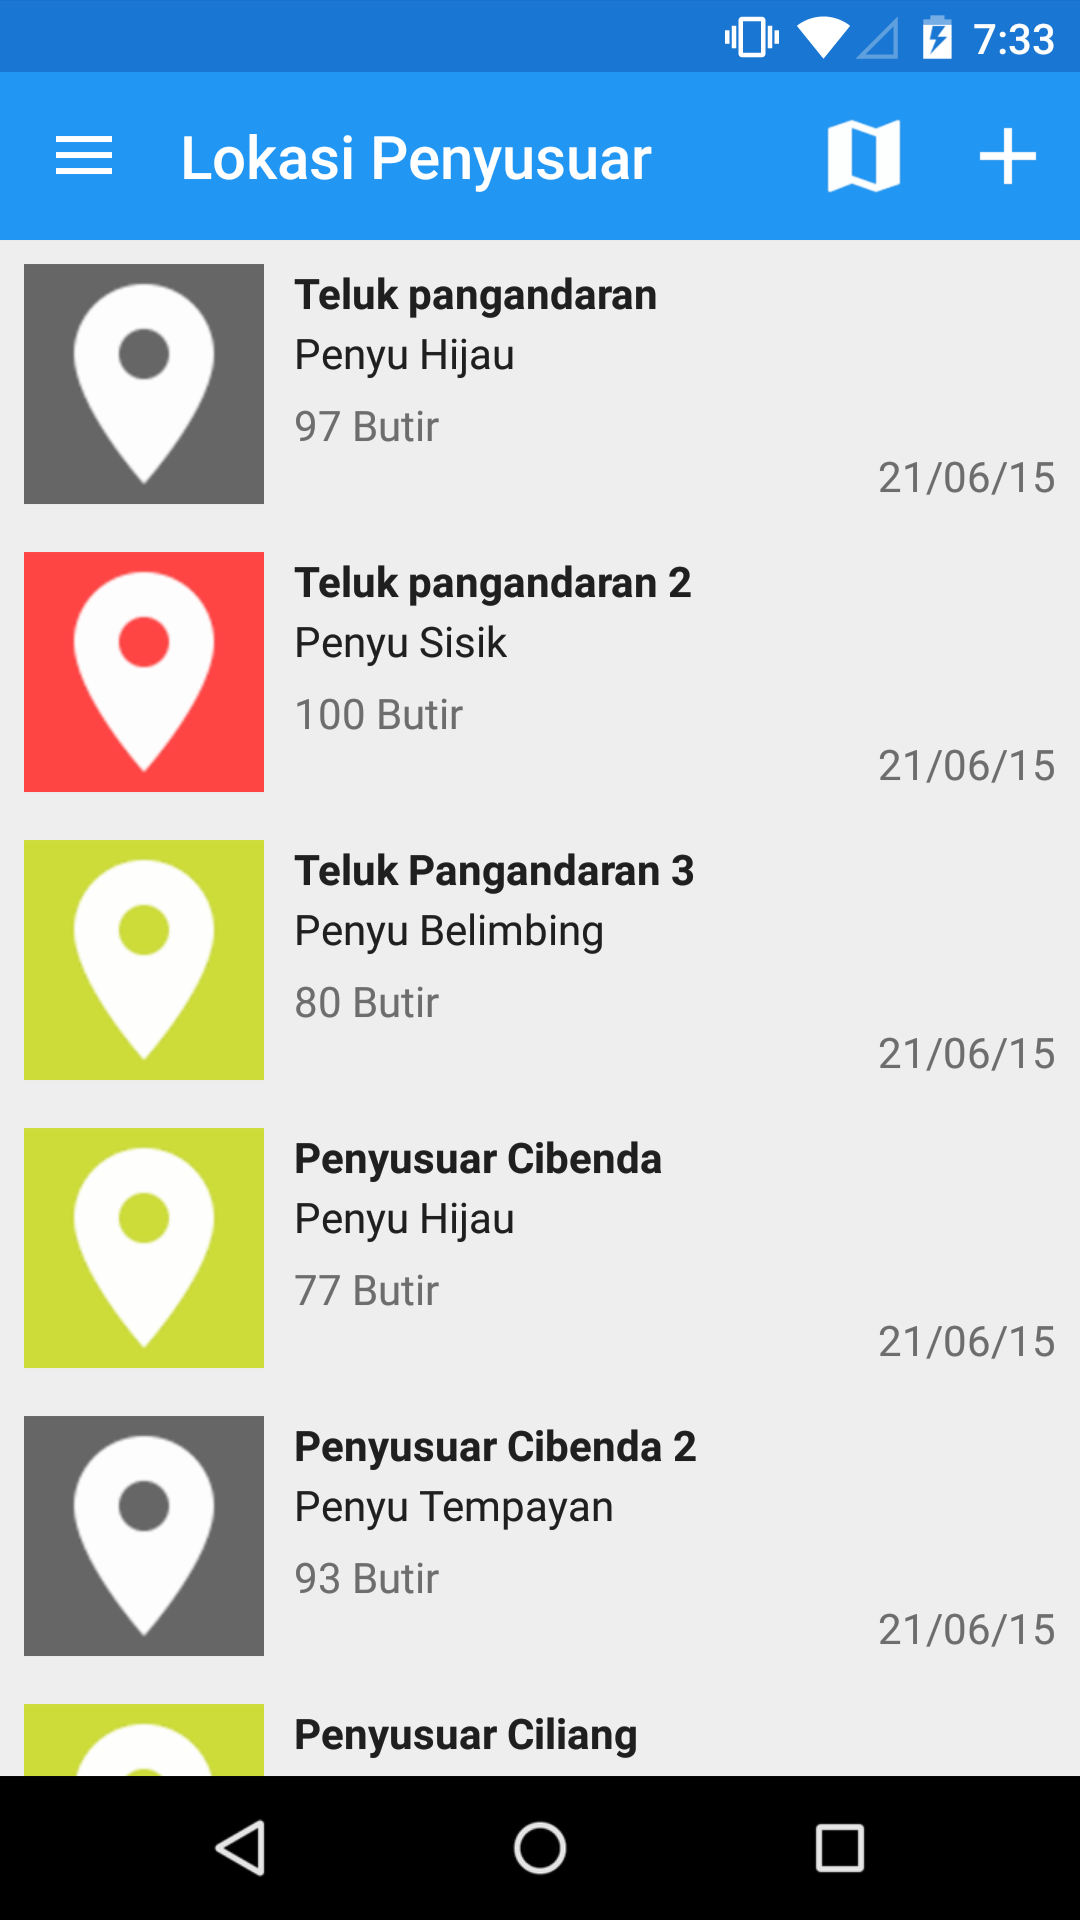 7:33
Lokasi Penyusuar
Teluk pangandaran
Penyu Hijau
97 Butir
21/06/15
Teluk pangandaran 2
Penyu Sisik
100 Butir
21/06/15
Teluk Pangandaran 3
Penyu Belimbing
80 Butir
21/06/15
Penyusuar Cibenda
Penyu Hijau
77 Butir
21/06/15
Penyusuar Cibenda 2
Penyu Tempayan
93 Butir
21/06/15
Penyusuar Ciliang